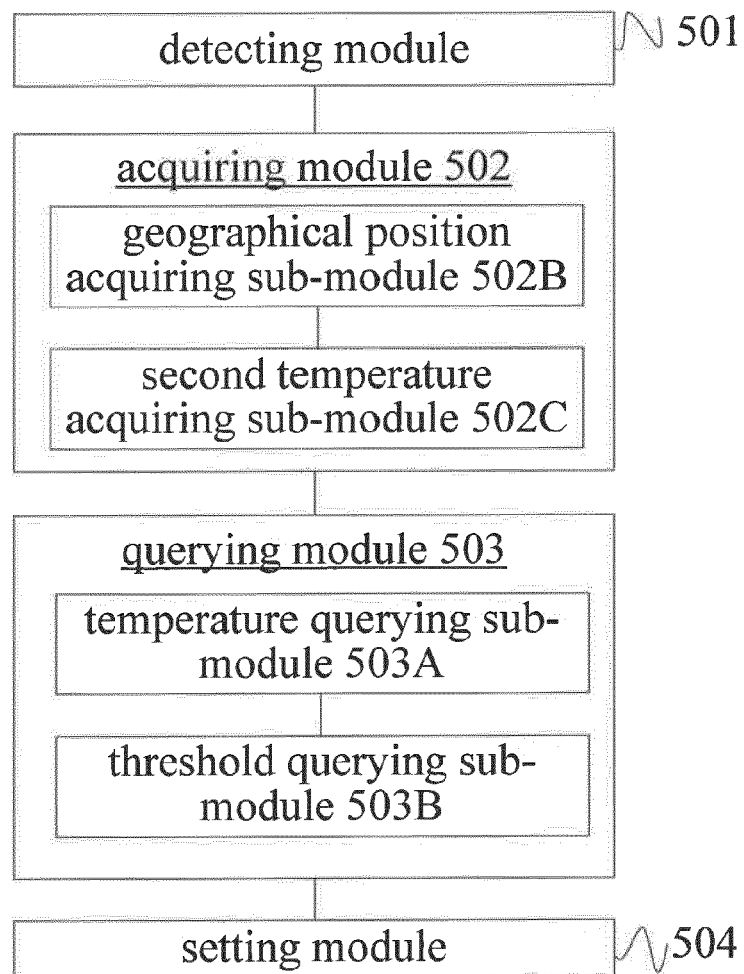 detecting module
501
acquiring module 502
geographical position
acquiring sub-module 502B
second temperature
acquiring sub-module 502C
querying module 503
temperature querying sub-
module 503A
threshold querying sub-
module 503B
setting module
504